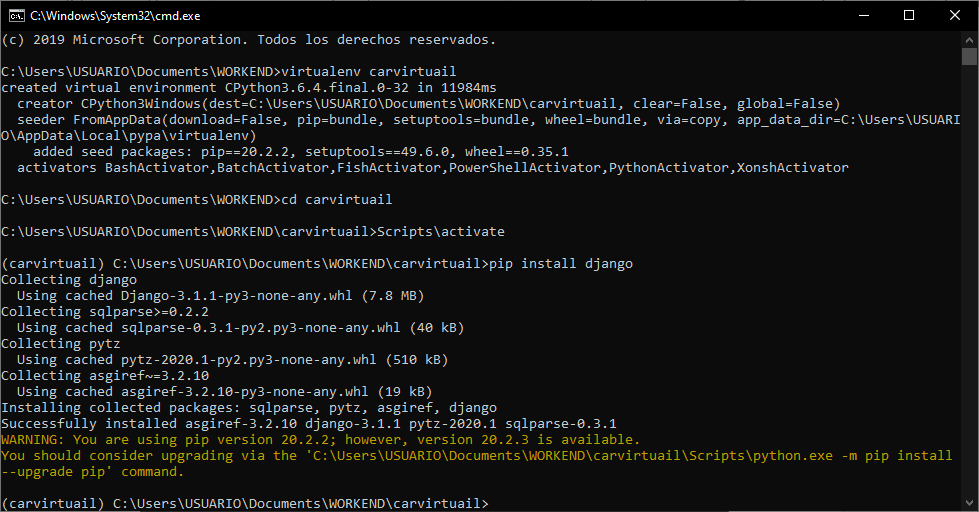 C:\Windows\System32\cmd.exe
(c) 2019 Microsoft Corporation. Todos los derechos reservados.
C:\Users\USUARIO\Documents\WORKEND>virtualenv carvirtuail
created virtual environment CPython3.6.4.final.0-32 in 11984ms
  creator CPython3Windows(dest=C:\Users\USUARIO\Documents\WORKEND\carvirtuail, clear=False, global=False)
  seeder FromAppData(download=False, pip=bundle, setuptools=bundle, wheel=bundle, via=copy, app_data_dir=C:\Users\USUARI
O\AppData\Local\pypa\virtualenv)
    added seed packages: pip==20.2.2, setuptools==49.6.0, wheel==0.35.1
  activators BashActivator,BatchActivator,FishActivator,PowerShellActivator,PythonActivator,XonshActivator
C:\Users\USUARIO\Documents\WORKEND>cd carvirtuail
C:\Users\USUARIO\Documents\WORKEND\carvirtuail>Scripts\activate
(carvirtuail) C:\Users\USUARIO\Documents\WORKEND\carvirtuail>pip install django
Collecting django
  Using cached Django-3.1.1-py3-none-any.whl (7.8 MB)
Collecting sqlparse>=0.2.2
  Using cached sqlparse-0.3.1-py2.py3-none-any.whl (40 kB)
Collecting pytz
  Using cached pytz-2020.1-py2.py3-none-any.whl (510 kB)
Collecting asgiref~=3.2.10
  Using cached asgiref-3.2.10-py3-none-any.whl (19 kB)
Installing collected packages: sqlparse, pytz, asgiref, django
Successfully installed asgiref-3.2.10 django-3.1.1 pytz-2020.1 sqlparse-0.3.1
WARNING: You are using pip version 20.2.2; however, version 20.2.3 is available.
You should consider upgrading via the 'C:\Users\USUARIO\Documents\WORKEND\carvirtuail\Scripts\python.exe -m pip install
--upgrade pip' command.
(carvirtuail) C:\Users\USUARIO\Documents\WORKEND\carvirtuail>